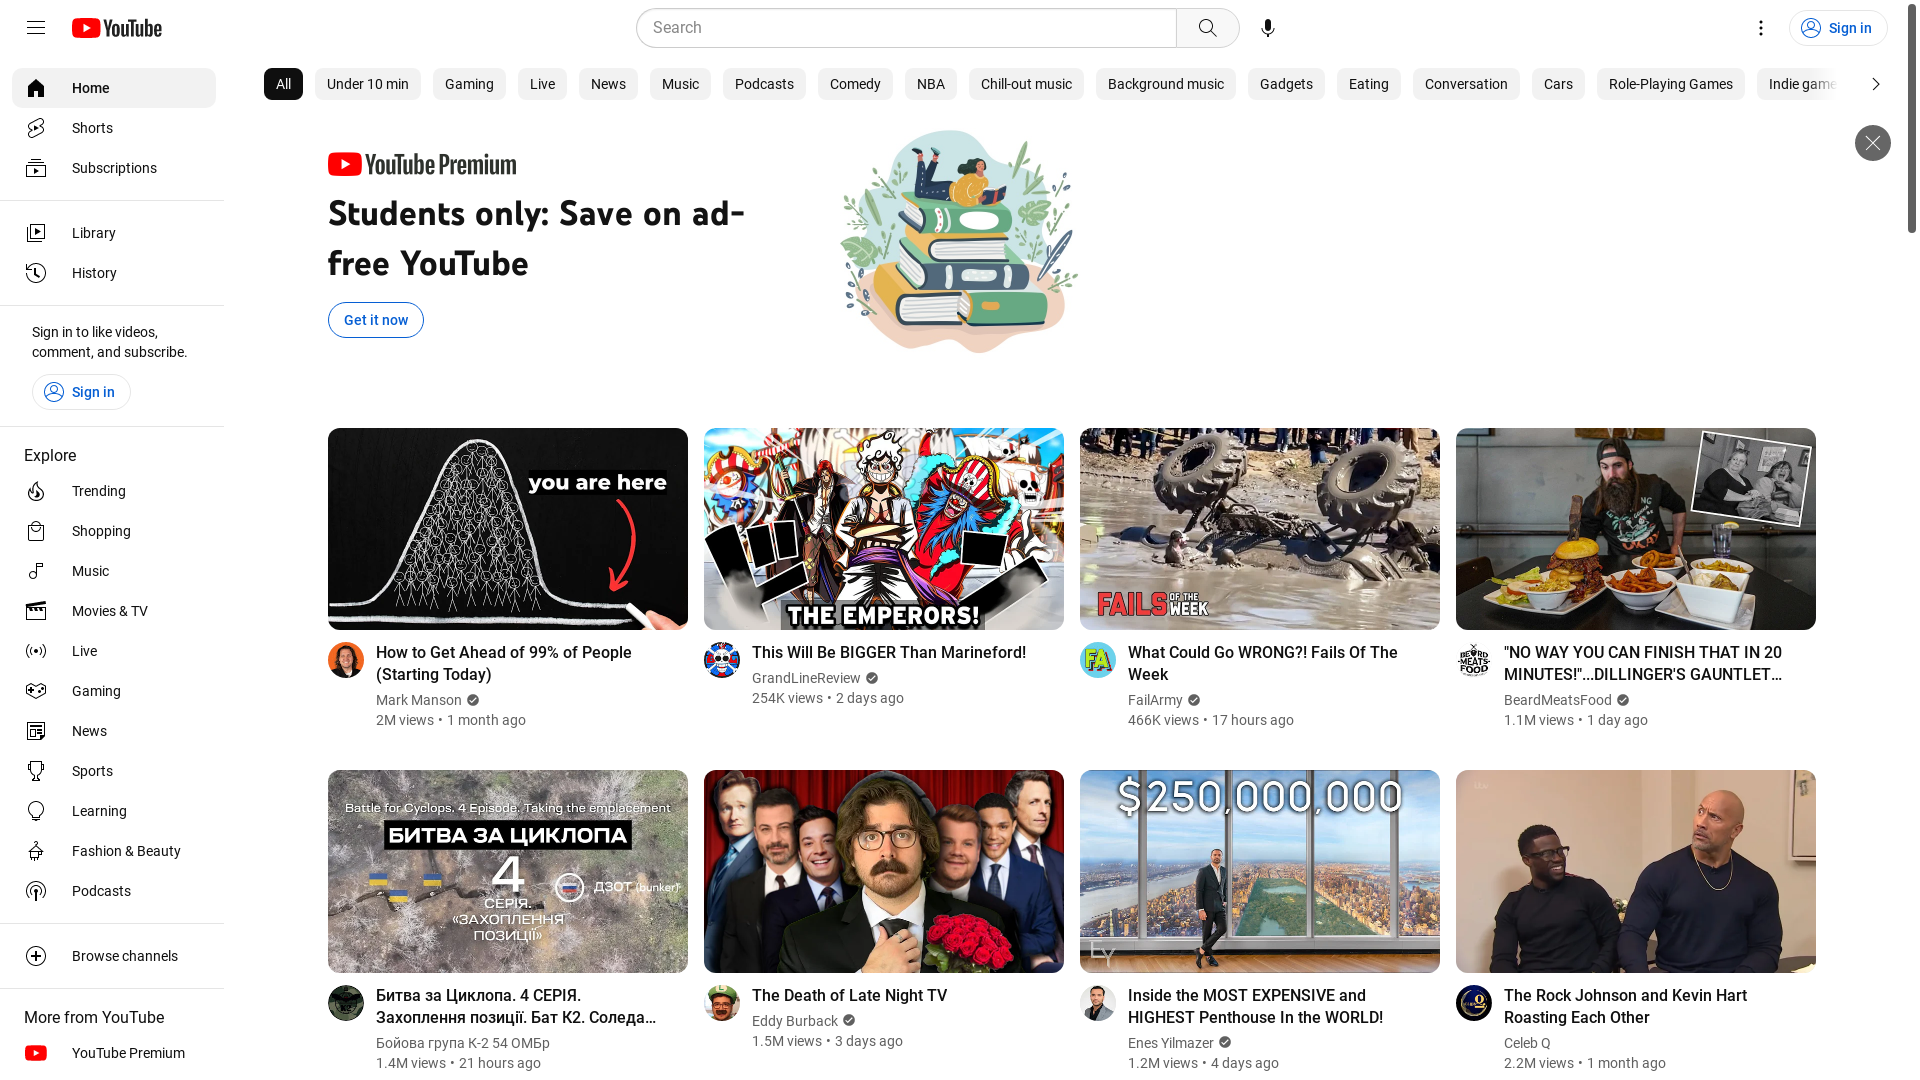 YouTube
Search
Sign in
Home
Shorts
Subscriptions
Library
History
Sign in to like videos,
comment, and subscribe.
Sign in
Explore
Trending
Shopping
Music
Movies & TV
Live
Gaming
News
Sports
Learning
Fashion & Beauty
Podcasts
Browse channels
More from YouTube
YouTube Premium
All
Under 10 min
Gaming
Live
News
Music
Podcasts
Comedy
NBA
Chill-out music
Background music
Gadgets
Eating
Conversation
Cars
Role-Playing Games
Indie game
YouTube Premium
Students only: Save on ad-
free YouTube
Get it now
you are here
How to Get Ahead of 99% of People
(Starting Today)
Mark Manson
2M views • 1 month ago
THE EMPERORS!
This Will Be BIGGER Than Marineford!
GrandLineReview
254K views • 2 days ago
FAILS OF THE WEEK
FA
What Could Go WRONG?! Fails Of The
Week
FailArmy
466K views • 17 hours ago
BEARD
MEATS
FOOD
"NO WAY YOU CAN FINISH THAT IN 20
MINUTES!"...DILLINGER'S GAUNTLET…
BeardMeatsFood
1.1M views • 1 day ago
Battle for Cyclops. 4 Episode. Taking the emplacement
БИТВА ЗА ЦИКЛОПА
4
СЕРІЯ.
«ЗАХОПЛЕННЯ
ПОЗИЦІЇ»
ДЗОТ (bunker)
Битва за Циклопа. 4 СЕРІЯ.
Захоплення позиції. Бат К2. Соледа…
Бойова група К-2 54 ОМБр
1.4M views • 21 hours ago
The Death of Late Night TV
Eddy Burback
1.5M views • 3 days ago
$250,000,000
EY
Inside the MOST EXPENSIVE and
HIGHEST Penthouse In the WORLD!
Enes Yilmazer
1.2M views • 4 days ago
itv
The Rock Johnson and Kevin Hart
Roasting Each Other
Celeb Q
2.2M views • 1 month ago